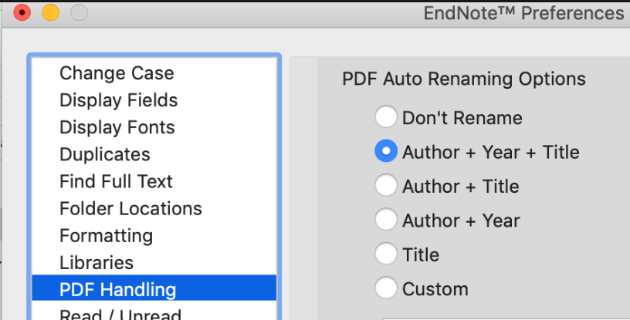 EndNote™ Preferences
Change Case
Display Fields
Display Fonts
Duplicates
Find Full Text
Folder Locations
Formatting
Libraries
PDF Handling
Read / Unread
PDF Auto Renaming Options
Don't Rename
Author + Year + Title
Author + Title
Author + Year
Title
Custom